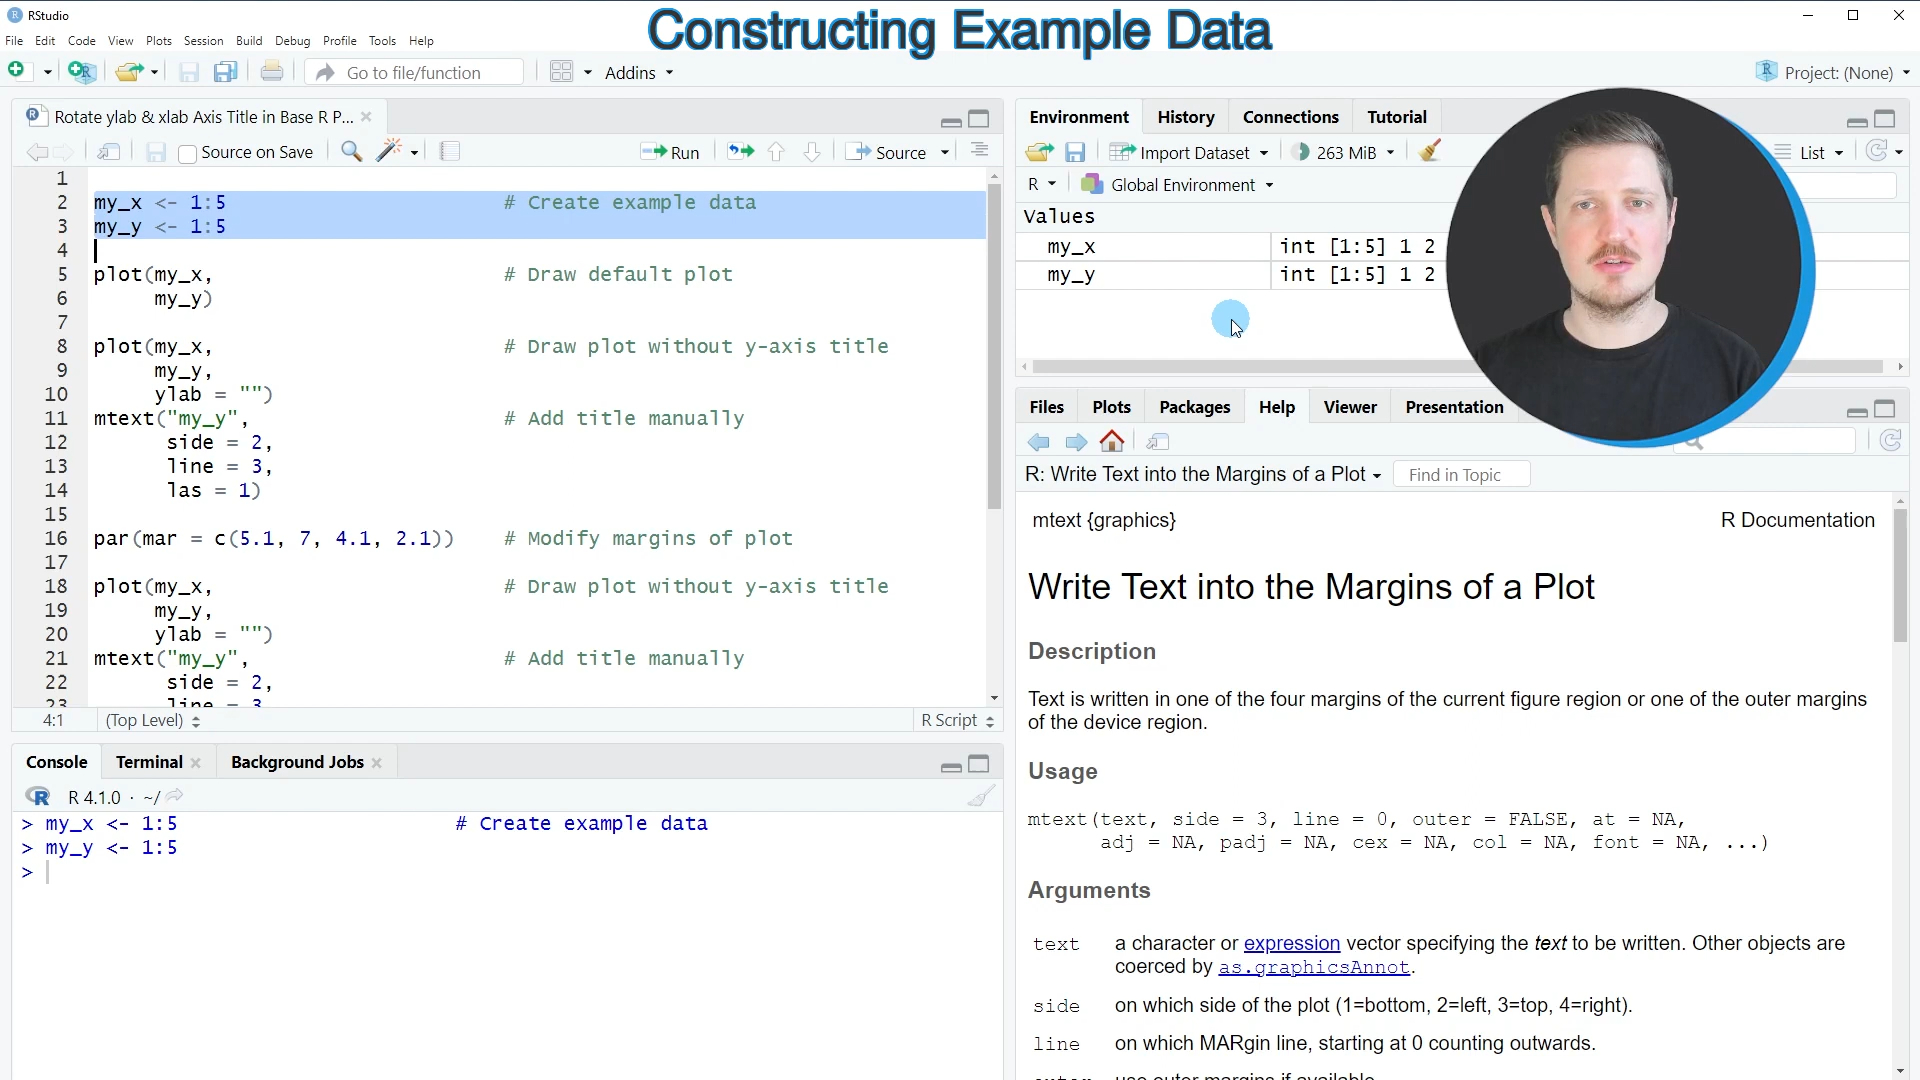 RStudio
Constructing Example Data
File Edit Code View Plots Session Build Debug Profile Tools Help
Go to file/function
Addins
Project: (None)
Rotate ylab & xlab Axis Title in Base R P...
Source on Save
Run
Source
1
2 my_x <- 1:5 # Create example data
3 my_y <- 1:5
4
5 plot(my_x, # Draw default plot
6 my_y)
7
8 plot(my_x, # Draw plot without y-axis title
9 my_y,
10 ylab = "")
11 mtext("my_y", # Add title manually
12 side = 2,
13 line = 3,
14 las = 1)
15
16 par(mar = c(5.1, 7, 4.1, 2.1)) # Modify margins of plot
17
18 plot(my_x, # Draw plot without y-axis title
19 my_y,
20 ylab = "")
21 mtext("my_y", # Add title manually
22 side = 2,
23 line = 3
4:1 (Top Level) R Script
Console Terminal Background Jobs
R 4.1.0 · ~/
> my_x <- 1:5 # Create example data
> my_y <- 1:5
>
Environment History Connections Tutorial
Import Dataset 263 MiB List
R Global Environment
Values
my_x int [1:5] 1 2
my_y int [1:5] 1 2
Files Plots Packages Help Viewer Presentation
R: Write Text into the Margins of a Plot Find in Topic
mtext {graphics} R Documentation
Write Text into the Margins of a Plot
Description
Text is written in one of the four margins of the current figure region or one of the outer margins
of the device region.
Usage
mtext(text, side = 3, line = 0, outer = FALSE, at = NA,
adj = NA, padj = NA, cex = NA, col = NA, font = NA, ...)
Arguments
text a character or expression vector specifying the text to be written. Other objects are
coerced by as.graphicsAnnot.
side on which side of the plot (1=bottom, 2=left, 3=top, 4=right).
line on which MARgin line, starting at 0 counting outwards.
outer use outer margins if available.